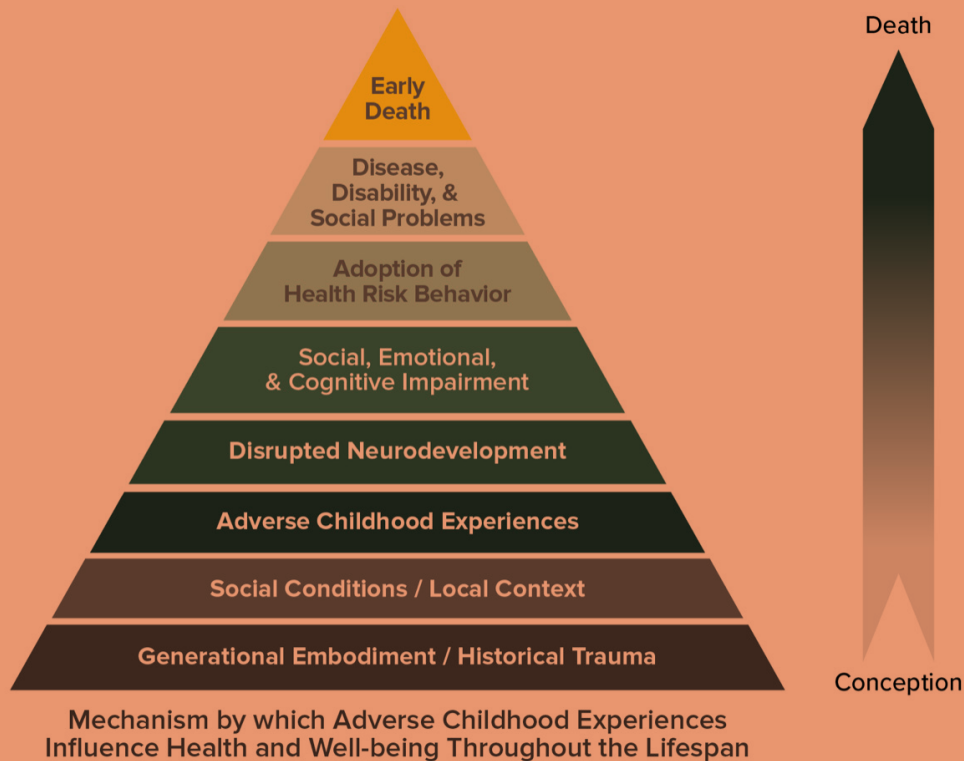 Death
Early
Death
Disease,
Disability, &
Social Problems
Adoption of
Health Risk Behavior
Social, Emotional,
& Cognitive Impairment
Disrupted Neurodevelopment
Adverse Childhood Experiences
Social Conditions / Local Context
Generational Embodiment / Historical Trauma
Conception
Mechanism by which Adverse Childhood Experiences
Influence Health and Well-being Throughout the Lifespan